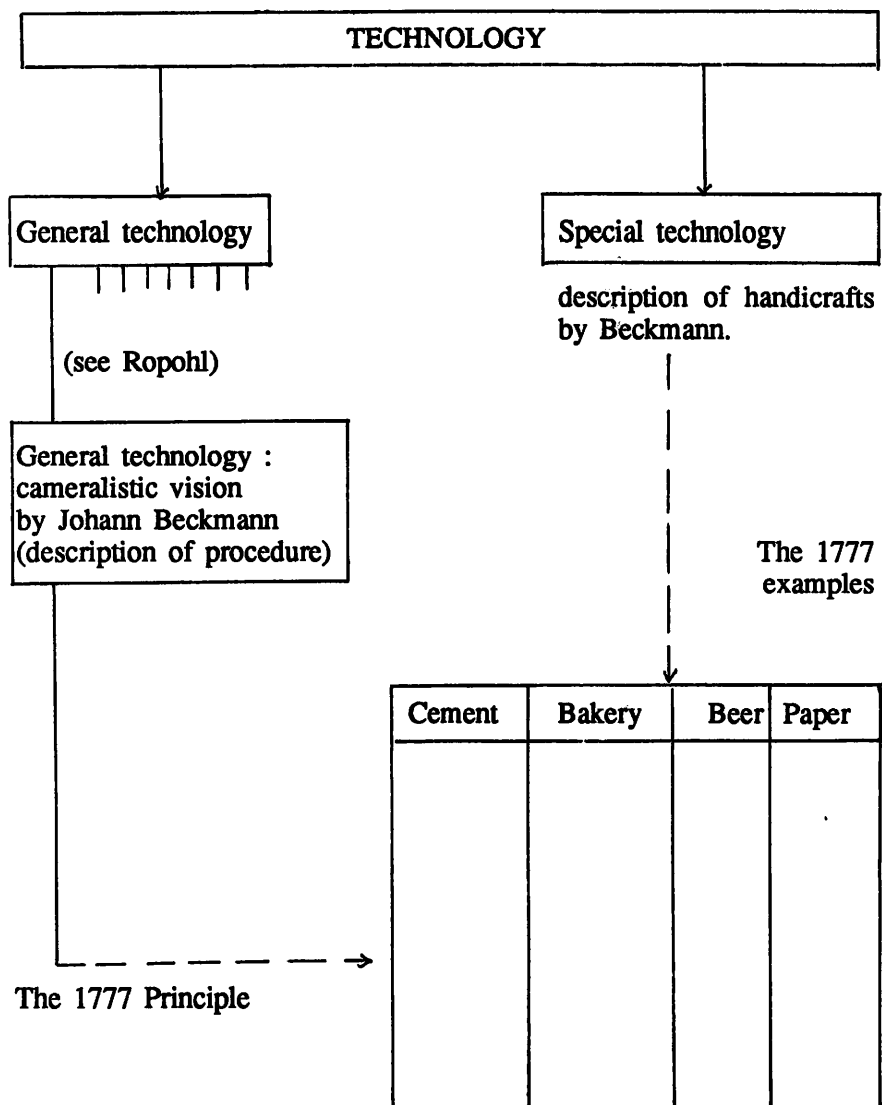 TECHNOLOGY
General technology
Special technology
description of handicrafts
by Beckmann.
(see Ropohl)
General technology :
cameralistic vision
by Johann Beckmann
(description of procedure)
The 1777
examples
Cement Bakery Beer Paper
The 1777 Principle